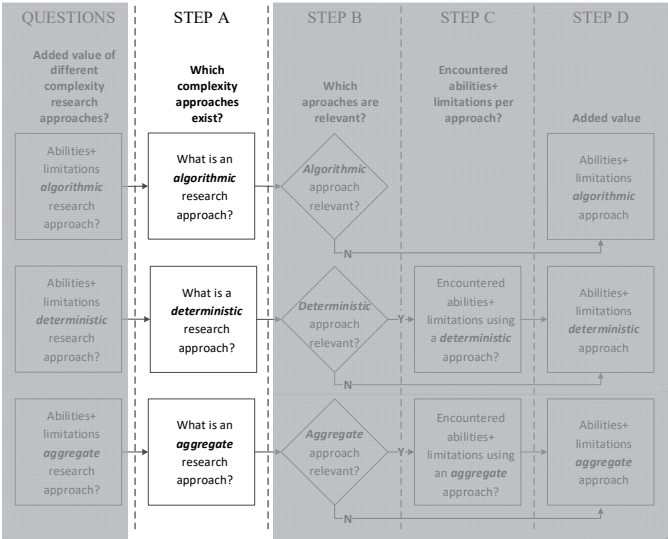 QUESTIONS
STEP A
STEP B
STEP C
STEP D
Added value of
different
complexity
research
approaches?
Which
complexity
approaches
exist?
Which
aproaches are
relevant?
Encountered
abilities+
limitations per
approach?
Added value
Abilities+
limitations
algorithmic
research
approach?
What is an
algorithmic
research
approach?
Algorithmic
approach
relevant?
N
Abilities+
limitations
algorithmic
approach
Abilities+
limitations
deterministic
research
approach?
What is a
deterministic
research
approach?
Deterministic
approach
relevant?
Y
N
Encountered
abilities+
limitations using
a deterministic
approach?
Abilities+
limitations
deterministic
approach
Abilities+
limitations
aggregate
research
approach?
What is an
aggregate
research
approach?
Aggregate
approach
relevant?
Y
N
Encountered
abilities+
limitations using
an aggregate
approach?
Abilities+
limitations
aggregate
approach